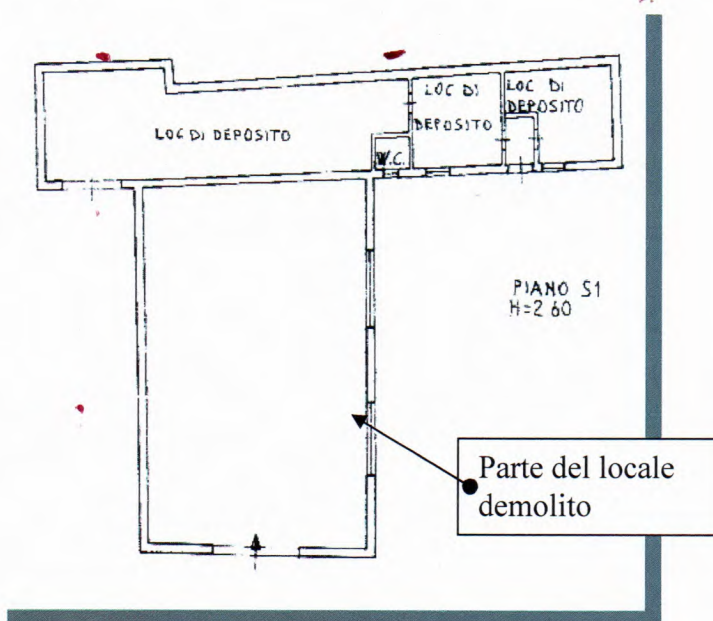 LOC DI DEPOSITO
W.C.
LOC DI
DEPOSITO
LOC DI
DEPOSITO
PIANO S1
H=2 60
Parte del locale
demolito